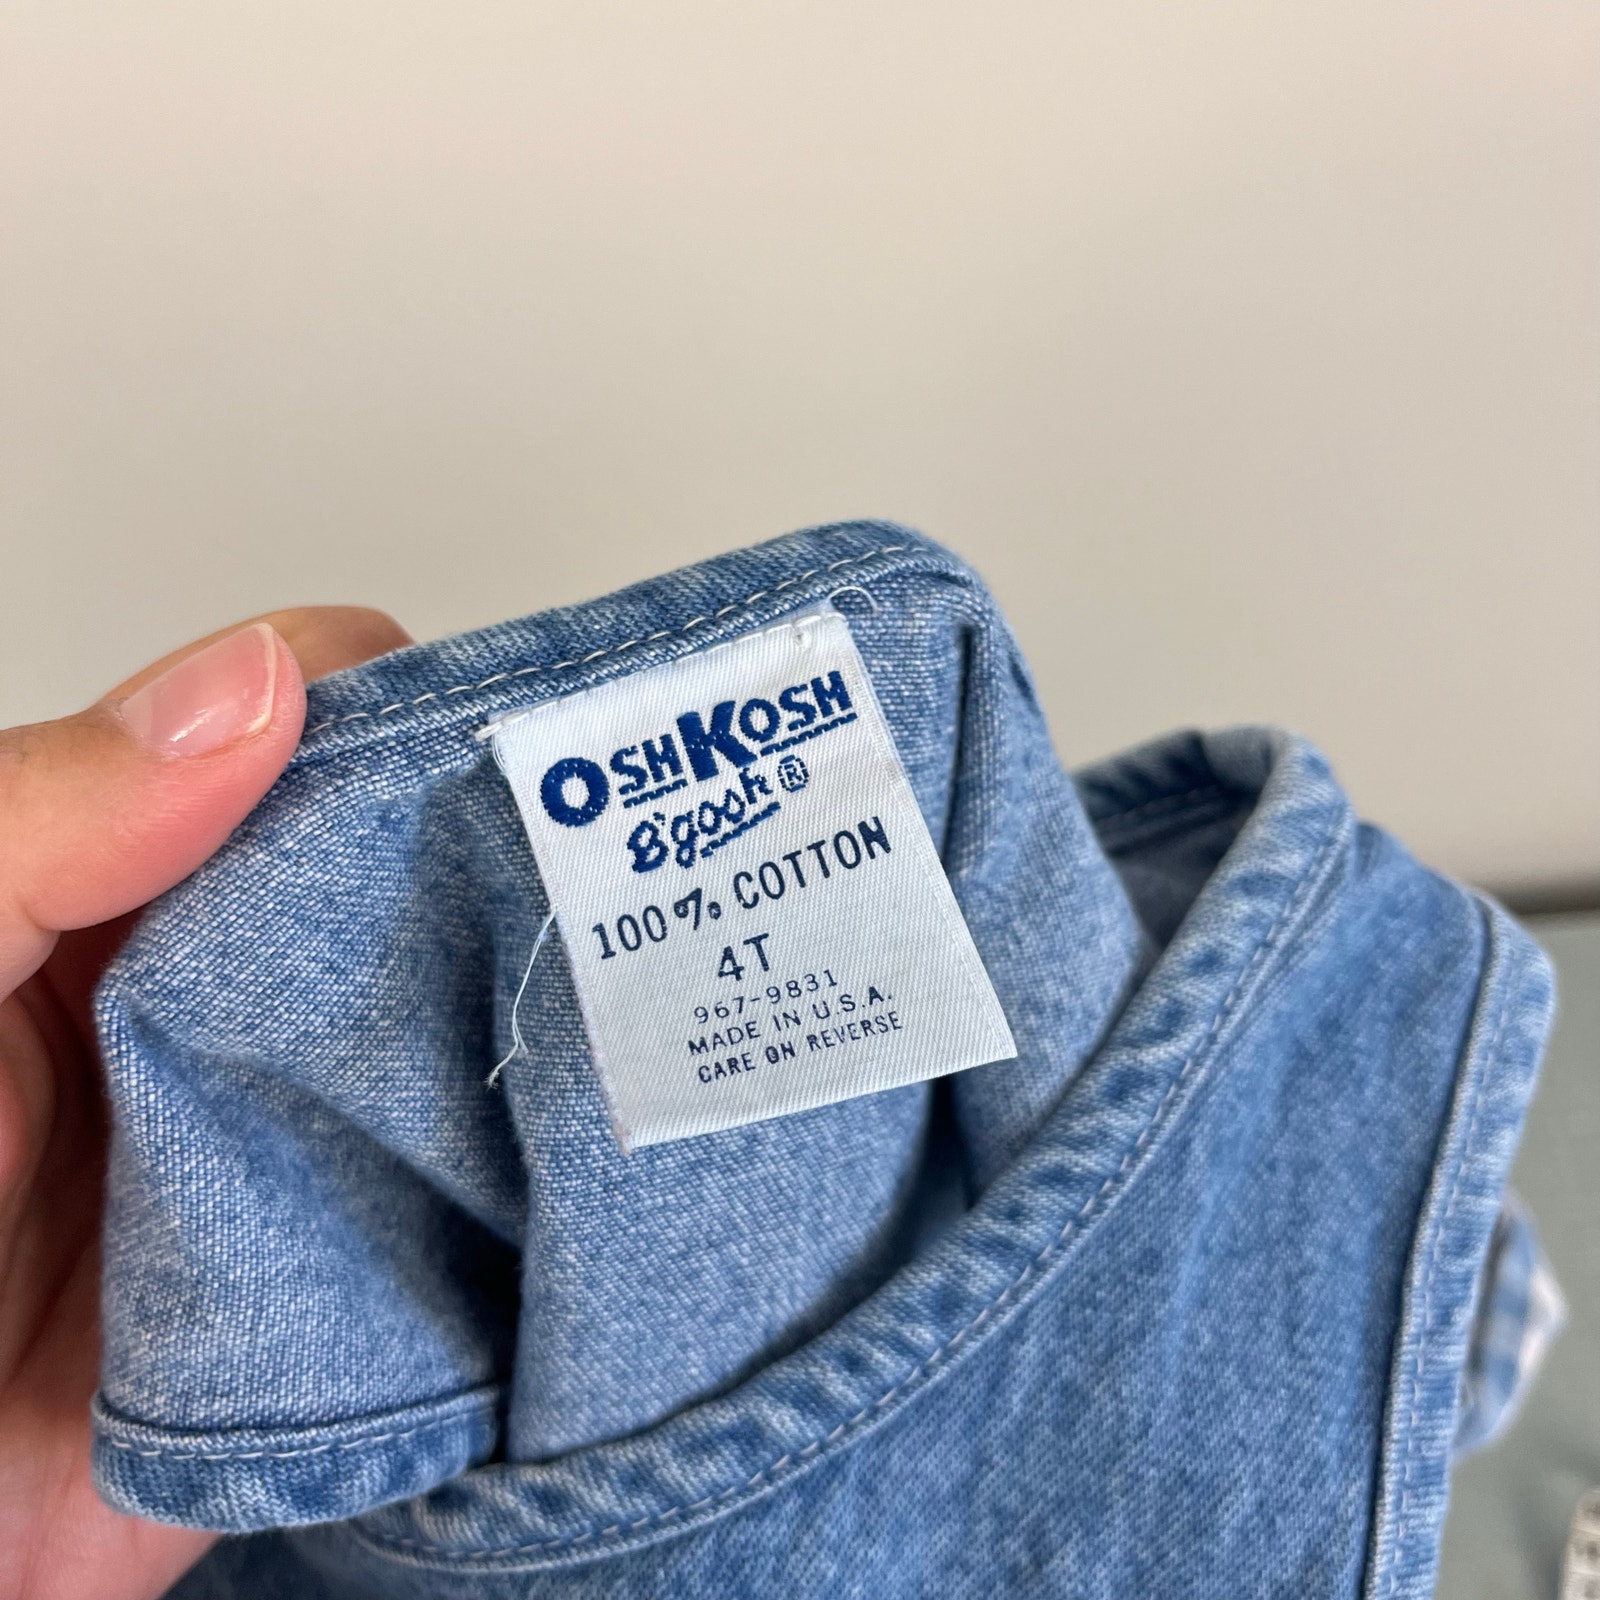 OSHKOSH
B'gosh®
100% COTTON
4T
967-9831
MADE IN U.S.A.
CARE ON REVERSE